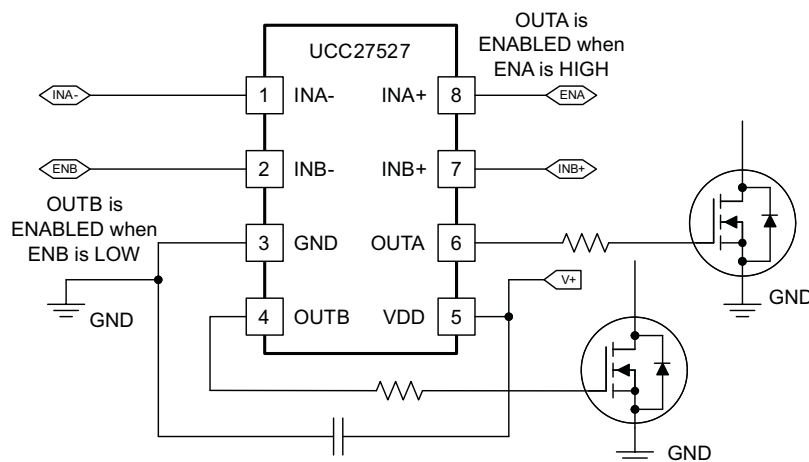 OUTA is
ENABLED when
ENA is HIGH
UCC27527
INA-
1
INA-
INA+
8
ENA
ENB
2
INB-
INB+
7
INB+
OUTB is
ENABLED when
ENB is LOW
3
GND
OUTA
6
V+
GND
GND
4
OUTB
VDD
5
GND